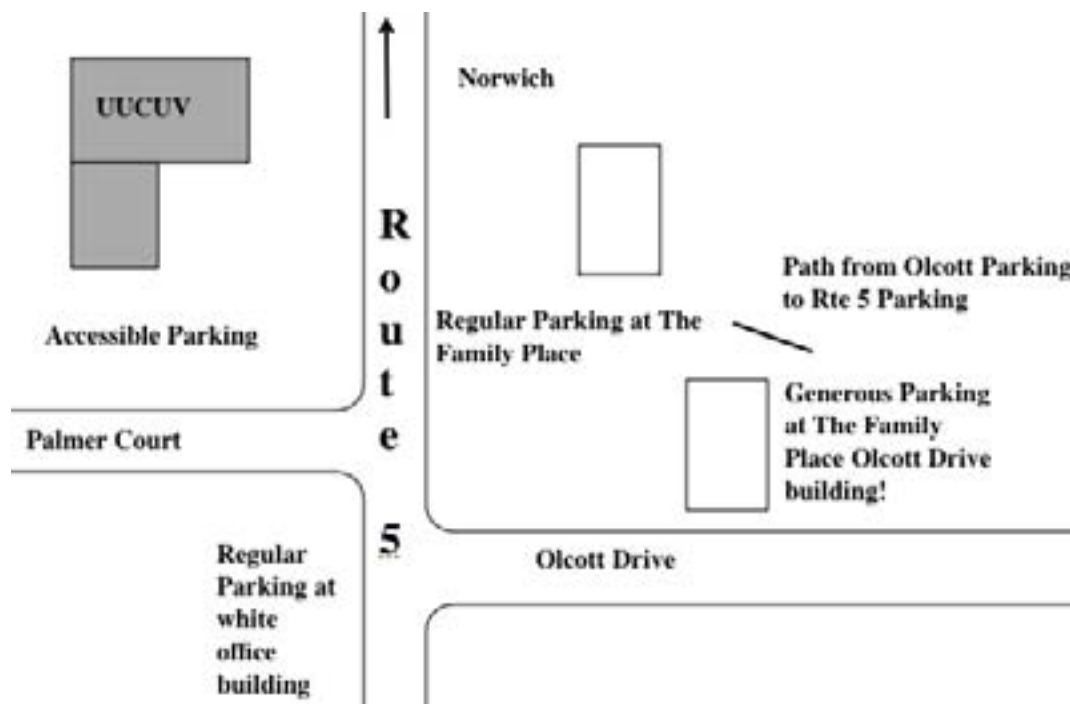 UUCUV
Norwich
Route 5
Path from Olcott Parking
to Rte 5 Parking
Accessible Parking
Regular Parking at The
Family Place
Generous Parking
at The Family
Place Olcott Drive
building!
Palmer Court
Regular
Parking at
white
office
building
Olcott Drive